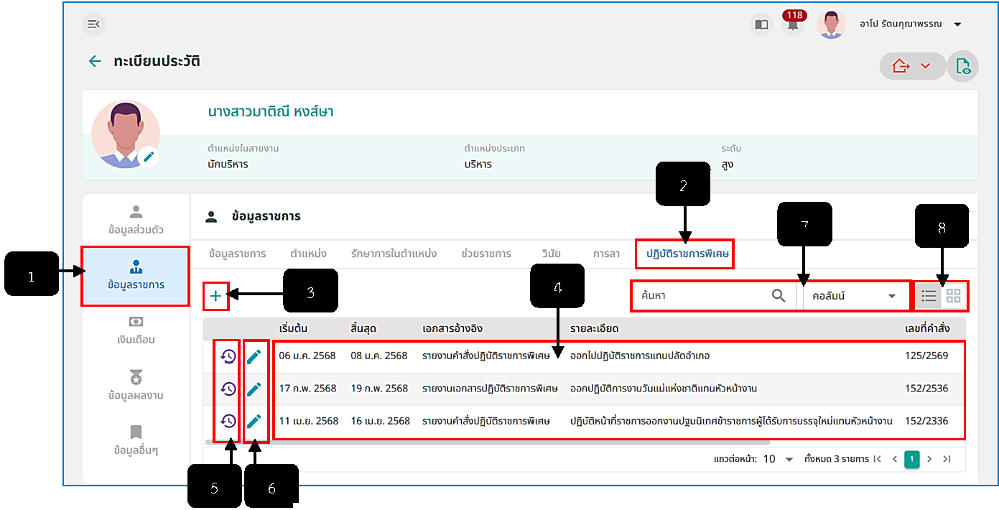 118
อาโป รัตนกุณาพรรณ
ทะเบียนประวัติ
นางสาวมาติณี หงส์ษา
ตำแหน่งในสายงาน ตำแหน่งประเภท ระดับ
นักบริหาร บริหาร สูง
2
7
8
ข้อมูลส่วนตัว
ข้อมูลราชการ
ข้อมูลราชการ ตำแหน่ง รักษาการในตำแหน่ง ช่วยราชการ วินัย การลา ปฏิบัติราชการพิเศษ
1
ข้อมูลราชการ
3
4
ค้นหา คอลัมน์
เริ่มต้น สิ้นสุด เอกสารอ้างอิง รายละเอียด เลขที่คำสั่ง
เงินเดือน
06 ม.ค. 2568 08 ม.ค. 2568 รายงานคำสั่งปฏิบัติราชการพิเศษ ออกไปปฏิบัติราชการแทนปลัดอำเภอ 125/2569
17 ก.พ. 2568 19 ก.พ. 2568 รายงานเอกสารปฏิบัติราชการพิเศษ ออกปฏิบัติการงานวันแม่แห่งชาติแทนหัวหน้างาน 152/2536
ข้อมูลผลงาน
11 เม.ย. 2568 16 เม.ย. 2568 รายงานคำสั่งปฏิบัติราชการพิเศษ ปฏิบัติหน้าที่ราชการออกงานปฐมนิเทศข้าราชการผู้ได้รับการบรรจุใหม่แทนหัวหน้างาน 152/2336
ข้อมูลอื่นๆ
แถวต่อหน้า: 10 ทั้งหมด 3 รายการ 1
5
6